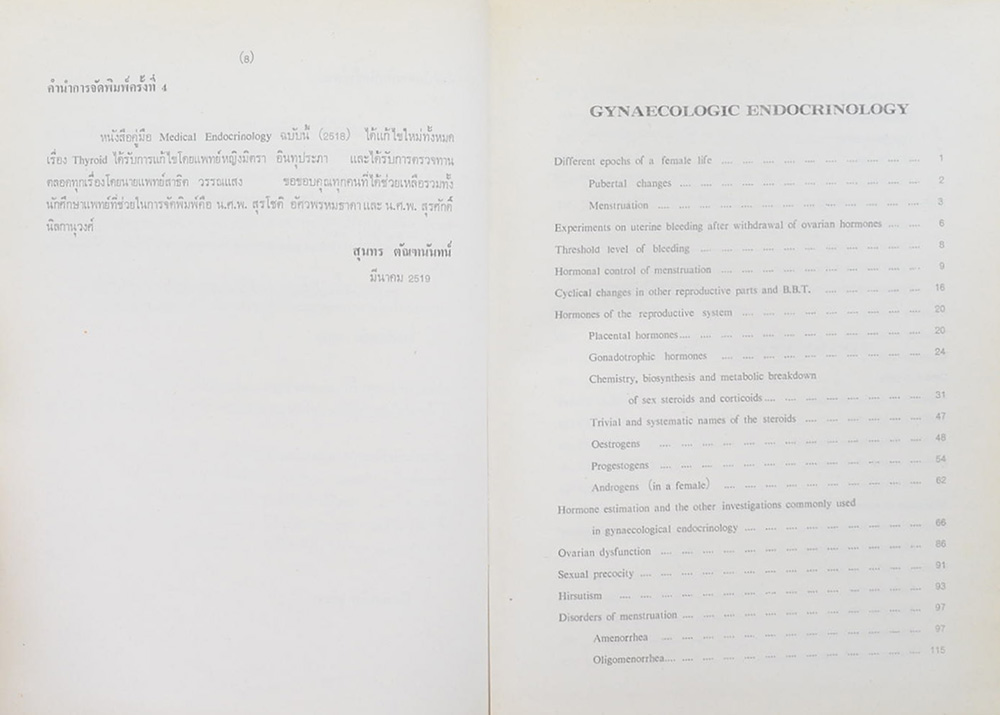 (8)
คำนำการจัดพิมพ์ครั้งที่ 4
หนังสือคู่มือ Medical Endocrinology ฉบับนี้ (2518) ได้แก้ไขใหม่ทั้งหมด
เรื่อง Thyroid ได้รับการแก้ไขโดยแพทย์หญิงมิตรา อินทุประภา และได้รับการตรวจทาน
ตลอดทุกเรื่องโดยนายแพทย์สาธิต วรรณแสง ขอขอบคุณทุกคนที่ได้ช่วยเหลือรวมทั้ง
นักศึกษาแพทย์ที่ช่วยในการจัดพิมพ์คือ น.ศ.พ. สุรโชติ อัศวพรหมธาดา และ น.ศ.พ. สุรศักดิ์
นิลกานุวงศ์
สุนทร ตัณฑนันทน์
มีนาคม 2519
GYNAECOLOGIC ENDOCRINOLOGY
Different epochs of a female life .... 1
Pubertal changes .... 2
Menstruation .... 3
Experiments on uterine bleeding after withdrawal of ovarian hormones .... 6
Threshold level of bleeding .... 8
Hormonal control of menstruation .... 9
Cyclical changes in other reproductive parts and B.B.T. .... 16
Hormones of the reproductive system .... 20
Placental hormones .... 20
Gonadotrophic hormones .... 24
Chemistry, biosynthesis and metabolic breakdown
of sex steroids and corticoids .... 31
Trivial and systematic names of the steroids .... 47
Oestrogens .... 48
Progestogens .... 54
Androgens (in a female) .... 62
Hormone estimation and the other investigations commonly used
in gynaecological endocrinology .... 66
Ovarian dysfunction .... 86
Sexual precocity .... 91
Hirsutism .... 93
Disorders of menstruation .... 97
Amenorrhea .... 97
Oligomenorrhea .... 115